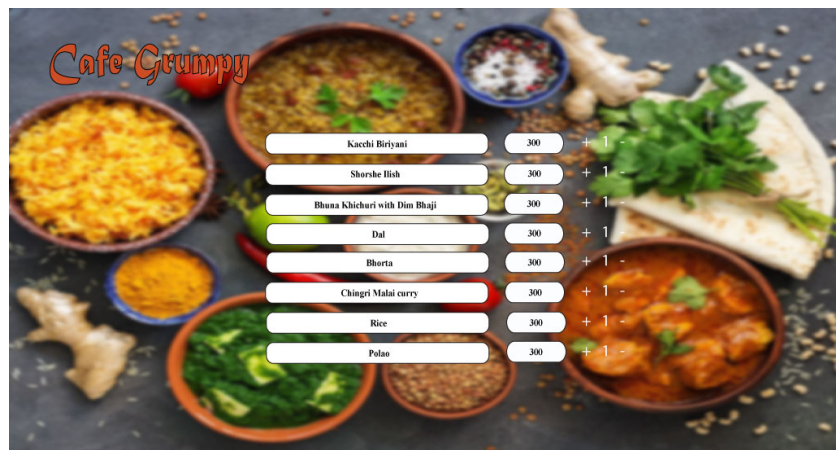 Cafe Grumpy
Kacchi Biriyani 300 + 1 -
Shorshe Ilish 300 + 1 -
Bhuna Khichuri with Dim Bhaji 300 + 1 -
Dal 300 + 1 -
Bhorta 300 + 1 -
Chingri Malai curry 300 + 1 -
Rice 300 + 1 -
Polao 300 + 1 -